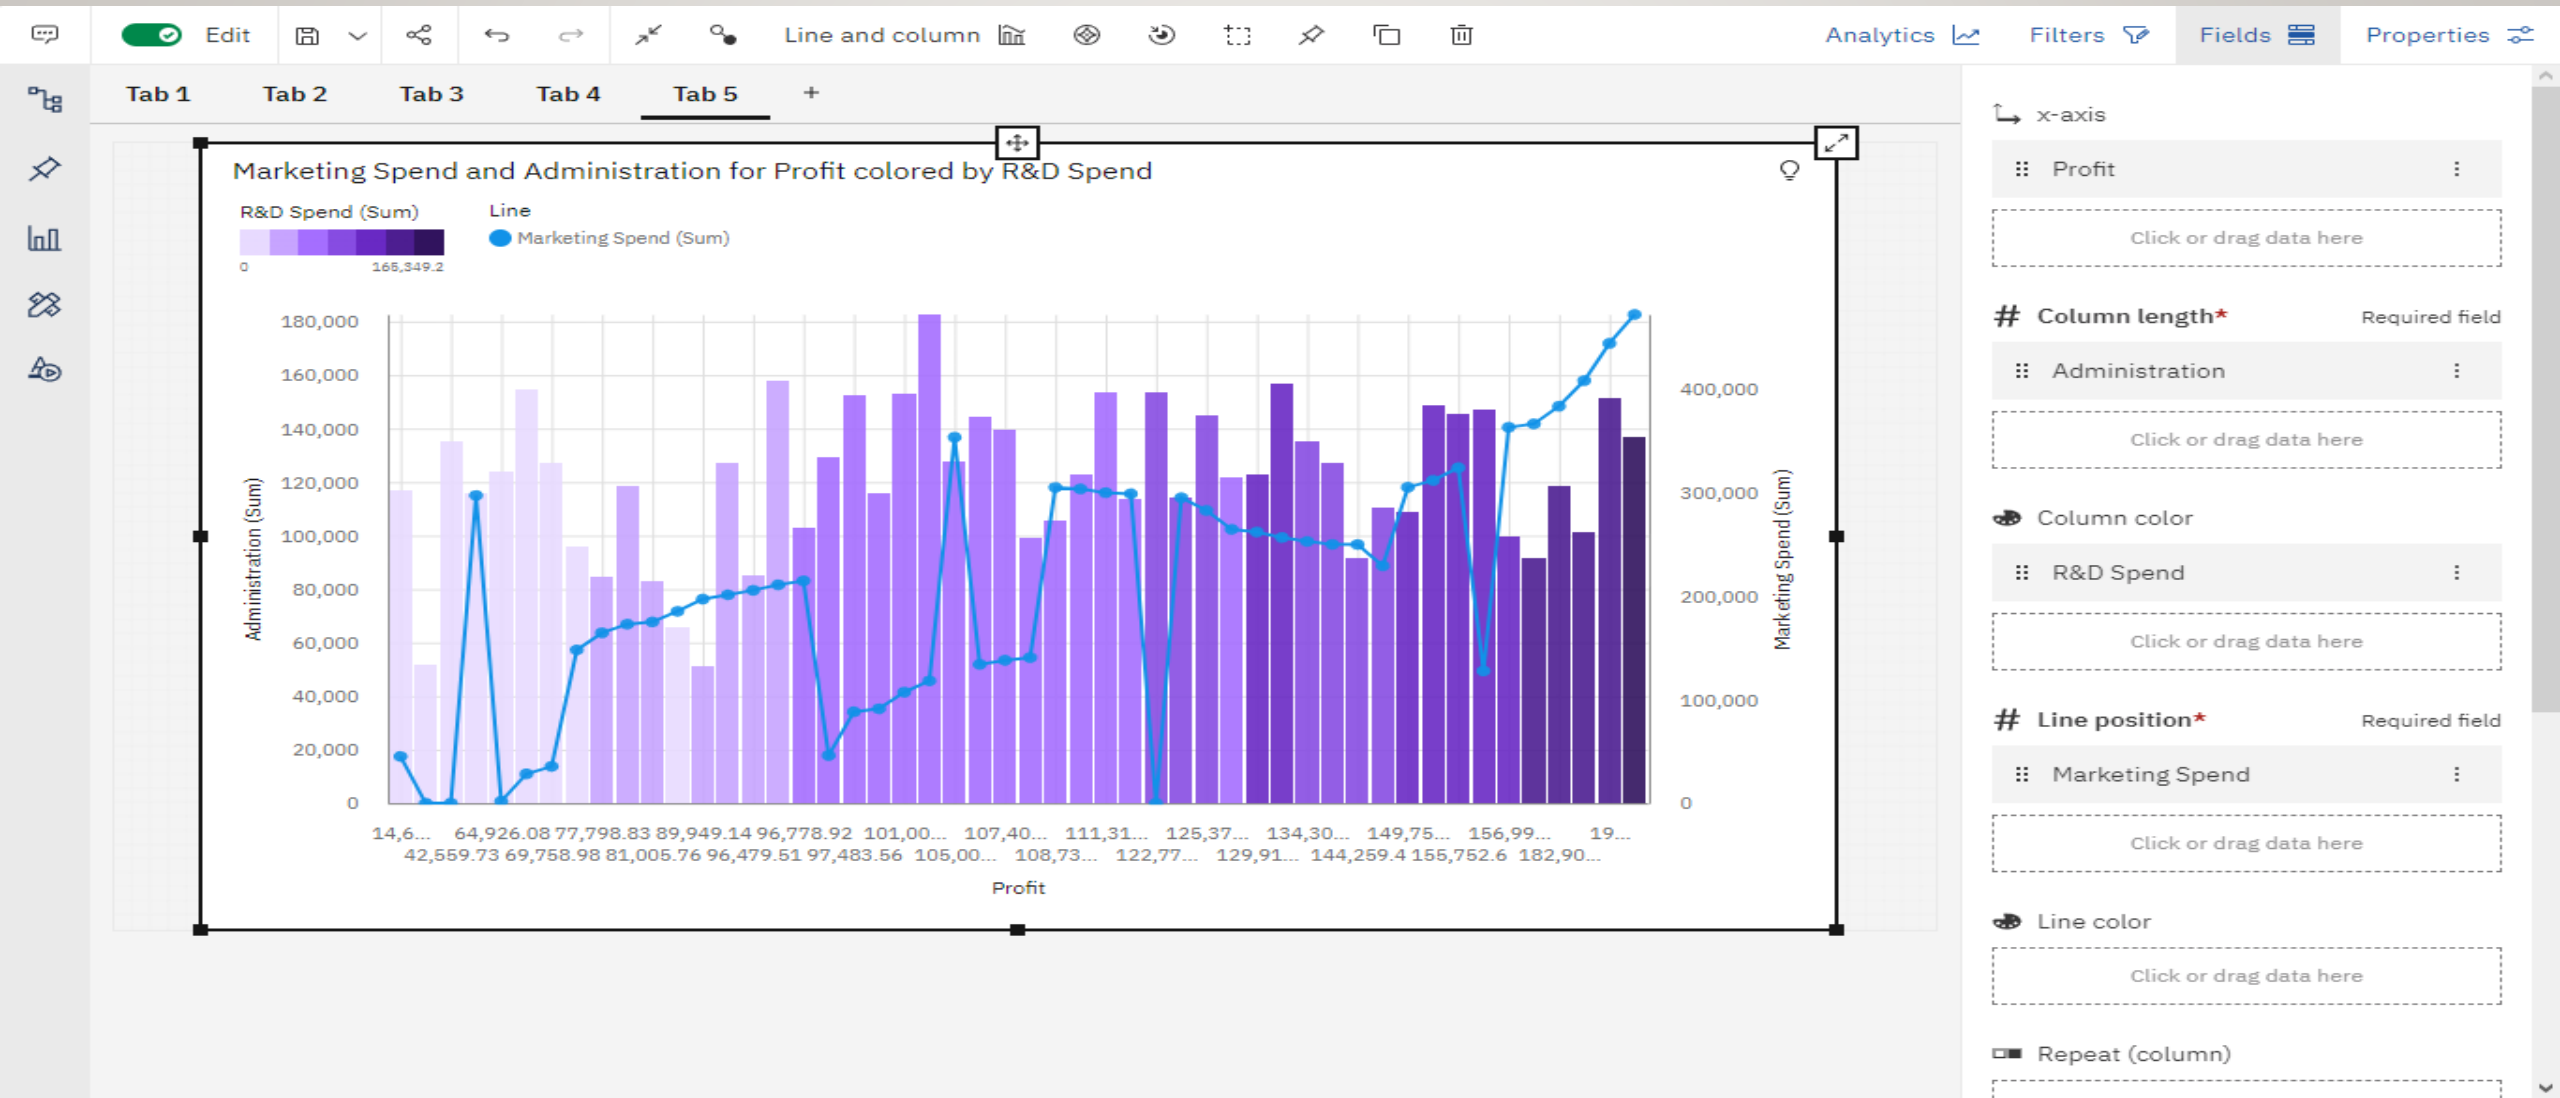 Edit
Line and column
Analytics
Filters
Fields
Properties
Tab 1
Tab 2
Tab 3
Tab 4
Tab 5
+
Marketing Spend and Administration for Profit colored by R&D Spend
R&D Spend (Sum)
0
165,349.2
Line
Marketing Spend (Sum)
Administration (Sum)
180,000
160,000
140,000
120,000
100,000
80,000
60,000
40,000
20,000
0
400,000
300,000
200,000
100,000
0
Marketing Spend (Sum)
14,6... 64,926.08 77,798.83 89,949.14 96,778.92 101,00... 107,40... 111,31... 125,37... 134,30... 149,75... 156,99... 19...
42,559.73 69,758.98 81,005.76 96,479.51 97,483.56 105,00... 108,73... 122,77... 129,91... 144,259.4 155,752.6 182,90...
Profit
x-axis
Profit
Click or drag data here
# Column length* Required field
Administration
Click or drag data here
Column color
R&D Spend
Click or drag data here
# Line position* Required field
Marketing Spend
Click or drag data here
Line color
Click or drag data here
Repeat (column)